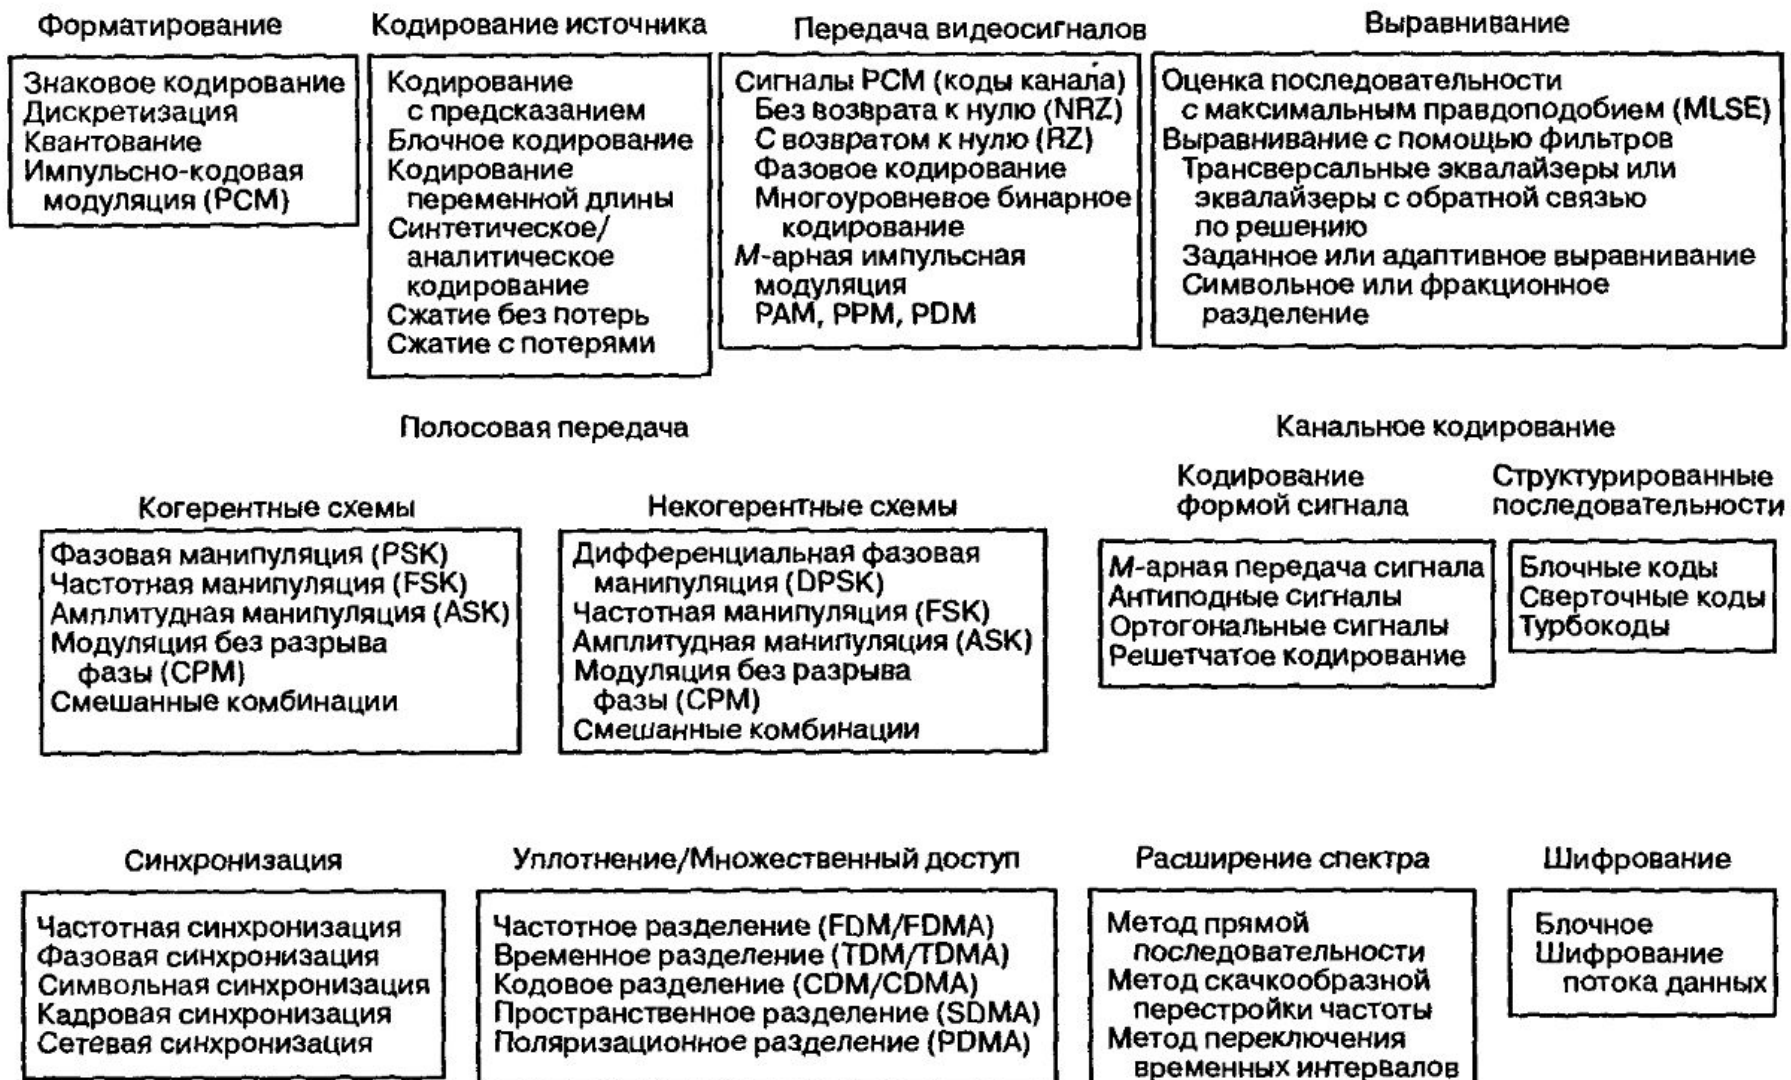 Форматирование
Знаковое кодирование
Дискретизация
Квантование
Импульсно-кодовая
модуляция (PCM)
Кодирование источника
Кодирование
с предсказанием
Блочное кодирование
Кодирование
переменной длины
Синтетическое/
аналитическое
кодирование
Сжатие без потерь
Сжатие с потерями
Передача видеосигналов
Сигналы PCM (коды канала)
Без возврата к нулю (NRZ)
С возвратом к нулю (RZ)
Фазовое кодирование
Многоуровневое бинарное
кодирование
М-арная импульсная
модуляция
PAM, PPM, PDM
Выравнивание
Оценка последовательности
с максимальным правдоподобием (MLSE)
Выравнивание с помощью фильтров
Трансверсальные эквалайзеры или
эквалайзеры с обратной связью
по решению
Заданное или адаптивное выравнивание
Символьное или фракционное
разделение
Полосовая передача
Когерентные схемы
Фазовая манипуляция (PSK)
Частотная манипуляция (FSK)
Амплитудная манипуляция (ASK)
Модуляция без разрыва
фазы (CPM)
Смешанные комбинации
Некогерентные схемы
Дифференциальная фазовая
манипуляция (DPSK)
Частотная манипуляция (FSK)
Амплитудная манипуляция (ASK)
Модуляция без разрыва
фазы (CPM)
Смешанные комбинации
Канальное кодирование
Кодирование
формой сигнала
М-арная передача сигнала
Антиподные сигналы
Ортогональные сигналы
Решетчатое кодирование
Структурированные
последовательности
Блочные коды
Сверточные коды
Турбокоды
Синхронизация
Частотная синхронизация
Фазовая синхронизация
Символьная синхронизация
Кадровая синхронизация
Сетевая синхронизация
Уплотнение/Множественный доступ
Частотное разделение (FDM/FDMA)
Временное разделение (TDM/TDMA)
Кодовое разделение (CDM/CDMA)
Пространственное разделение (SDMA)
Поляризационное разделение (PDMA)
Расширение спектра
Метод прямой
последовательности
Метод скачкообразной
перестройки частоты
Метод переключения
временных интервалов
Шифрование
Блочное
Шифрование
потока данных